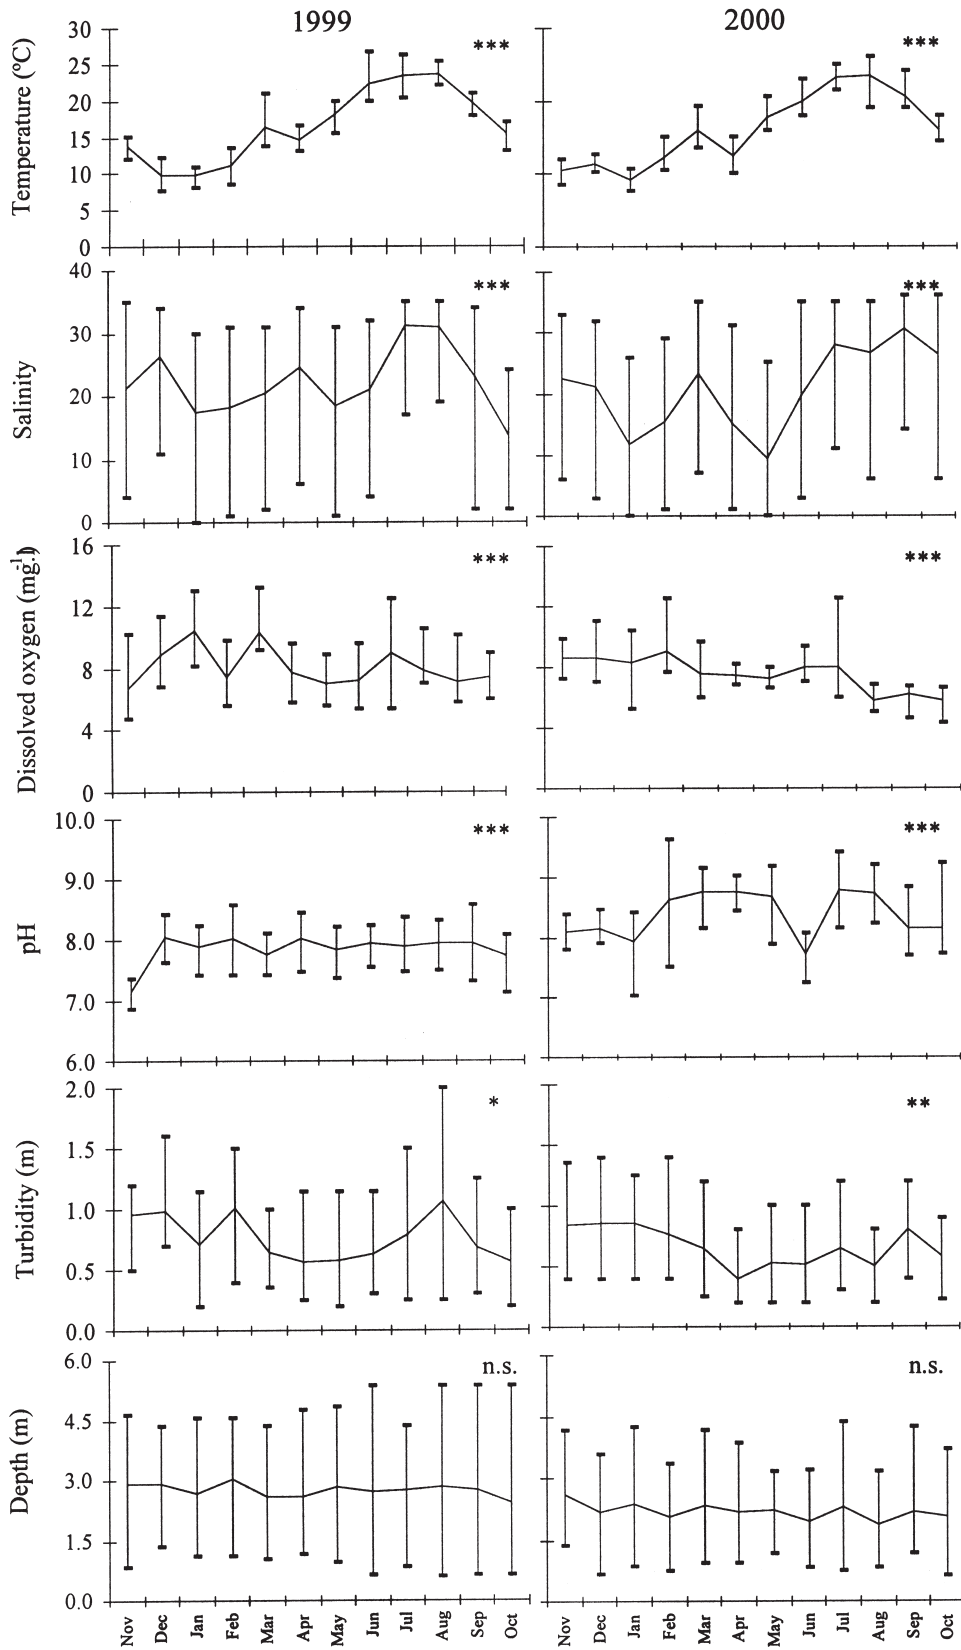 1999 2000
Temperature (ºC)
30 *** ***
25
20
15
10
5
0
Salinity
40 *** ***
30
20
10
0
Dissolved oxygen (mg.l-1)
16 *** ***
12
8
4
0
pH
10.0 *** ***
9.0
8.0
7.0
6.0
Turbidity (m)
2.0 * **
1.5
1.0
0.5
0.0
Depth (m)
6.0 n.s. n.s.
4.5
3.0
1.5
0.0
Nov Dec Jan Feb Mar Apr May Jun Jul Aug Sep Oct Nov Dec Jan Feb Mar Apr May Jun Jul Aug Sep Oct